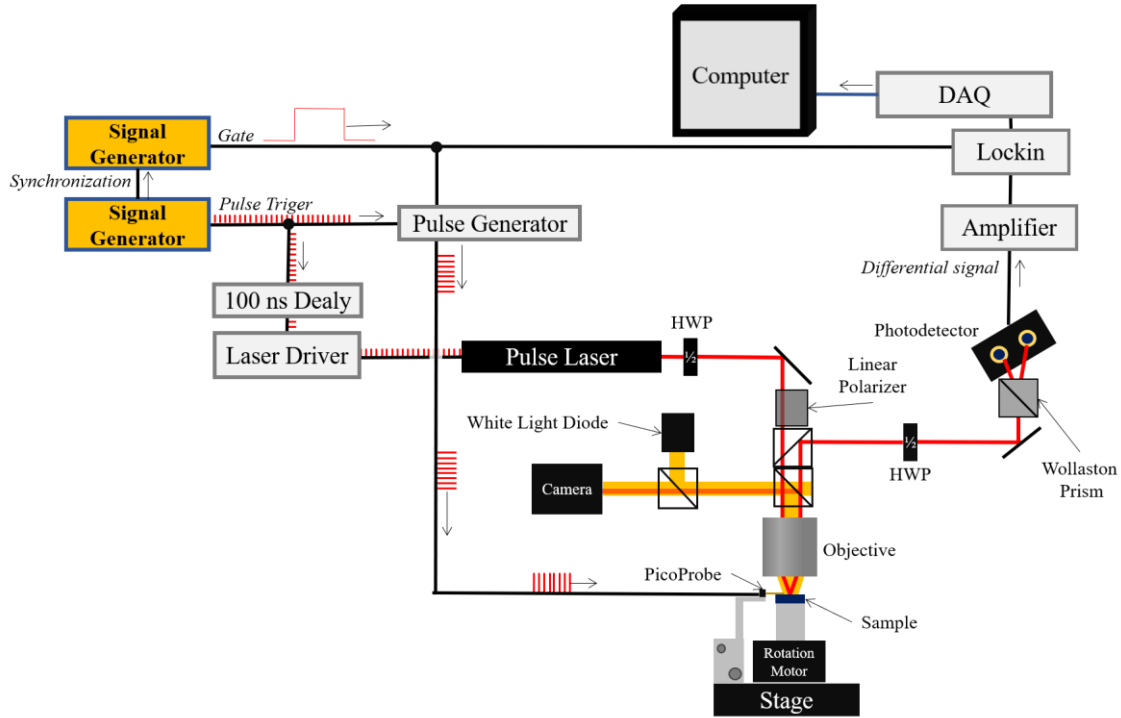 Computer
DAQ
Signal
Generator
Gate
Lockin
Synchronization
Signal
Generator
Pulse Triger
Pulse Generator
Amplifier
Differential signal
100 ns Dealy
Laser Driver
Pulse Laser
HWP
½
Linear
Polarizer
Photodetector
White Light Diode
½
HWP
Wollaston
Prism
Camera
Objective
PicoProbe
Sample
Rotation
Motor
Stage